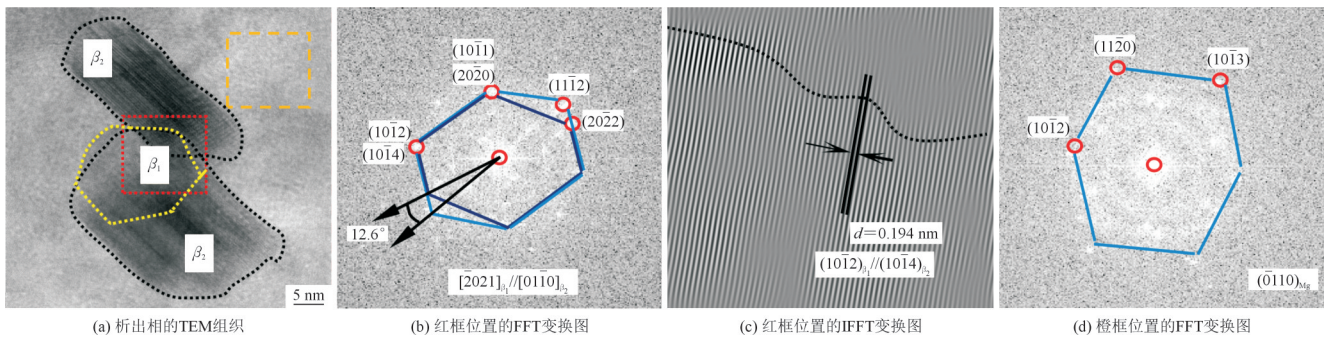 β₂
β₁
β₂
5 nm
(a) 析出相的TEM组织
(101̄1)
(202̄0)
(112̄2)
(202̄2)
(101̄2)
(101̄4)
12.6°
[2̄021]β₁//[011̄0]β₂
(b) 红框位置的FFT变换图
d=0.194 nm
(101̄2)β₁//(101̄4)β₂
(c) 红框位置的IFFT变换图
(112̄0)
(101̄3)
(101̄2)
(0̄110)Mg
(d) 橙框位置的FFT变换图